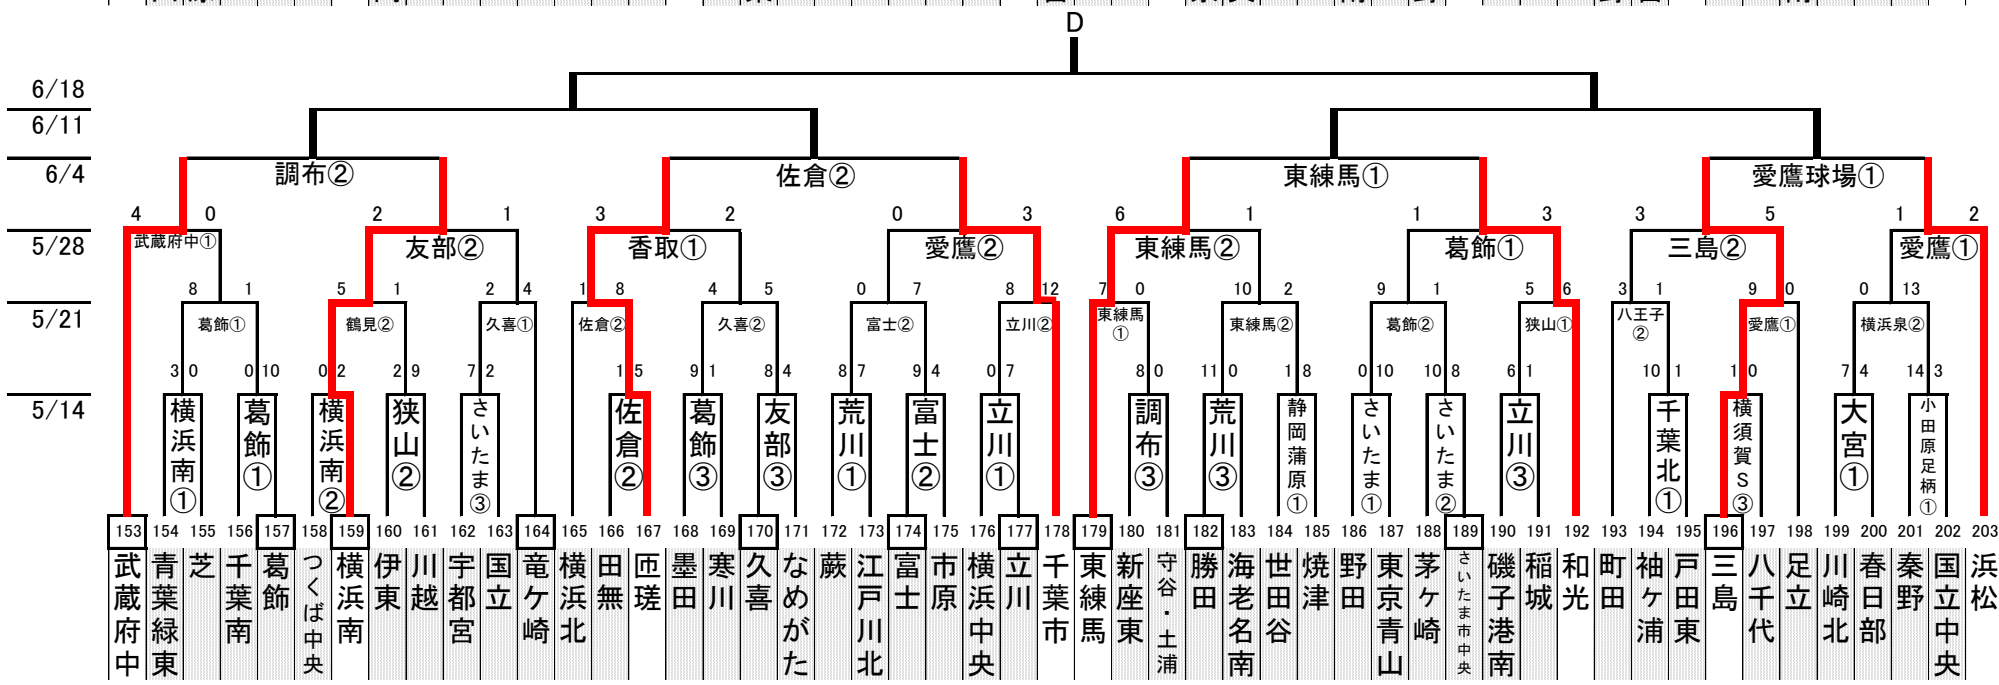 D
6/18
6/11
6/4
調布② 佐倉② 東練馬① 愛鷹球場①
4 0 2 1 3 2 0 3 6 1 1 3 3 5 1 2
5/28
武蔵府中① 友部② 香取① 愛鷹② 東練馬② 葛飾① 三島② 愛鷹①
8 1 5 1 2 4 1 8 4 5 0 7 8 12 7 0 10 2 9 1 5 6 3 1 9 0 0 13
5/21
葛飾① 鶴見② 久喜① 佐倉② 久喜② 富士② 立川② 東練馬① 東練馬② 葛飾② 狭山① 八王子② 愛鷹① 横浜泉②
3 0 0 10 0 2 2 9 7 2 1 5 9 1 8 4 8 7 9 4 0 7 8 0 11 0 1 8 0 10 10 8 6 1 10 1 1 0 7 4 14 3
5/14
横浜南① 葛飾① 横浜南② 狭山② さいたま③ 佐倉② 葛飾③ 友部③ 荒川① 富士② 立川① 調布③ 荒川③ 静岡蒲原① さいたま① さいたま② 立川③ 千葉北① 横須賀S③ 大宮① 小田原足柄①
153 154 155 156 157 158 159 160 161 162 163 164 165 166 167 168 169 170 171 172 173 174 175 176 177 178 179 180 181 182 183 184 185 186 187 188 189 190 191 192 193 194 195 196 197 198 199 200 201 202 203
武蔵府中 青葉緑東 芝 千葉南 葛飾 つくば中央 横浜南 伊東 川越 宇都宮 国立 竜ケ崎 横浜北 田無 匝瑳 墨田 寒川 久喜 なめがた 蕨 江戸川北 富士 市原 横浜中央 立川 千葉市 東練馬 新座東 守谷・土浦 勝田 海老名南 世田谷 焼津 野田 東京青山 茅ヶ崎 さいたま市中央 磯子港南 稲城 和光 町田 袖ヶ浦 戸田東 三島 八千代 足立 川崎北 春日部 秦野 国立中央 浜松